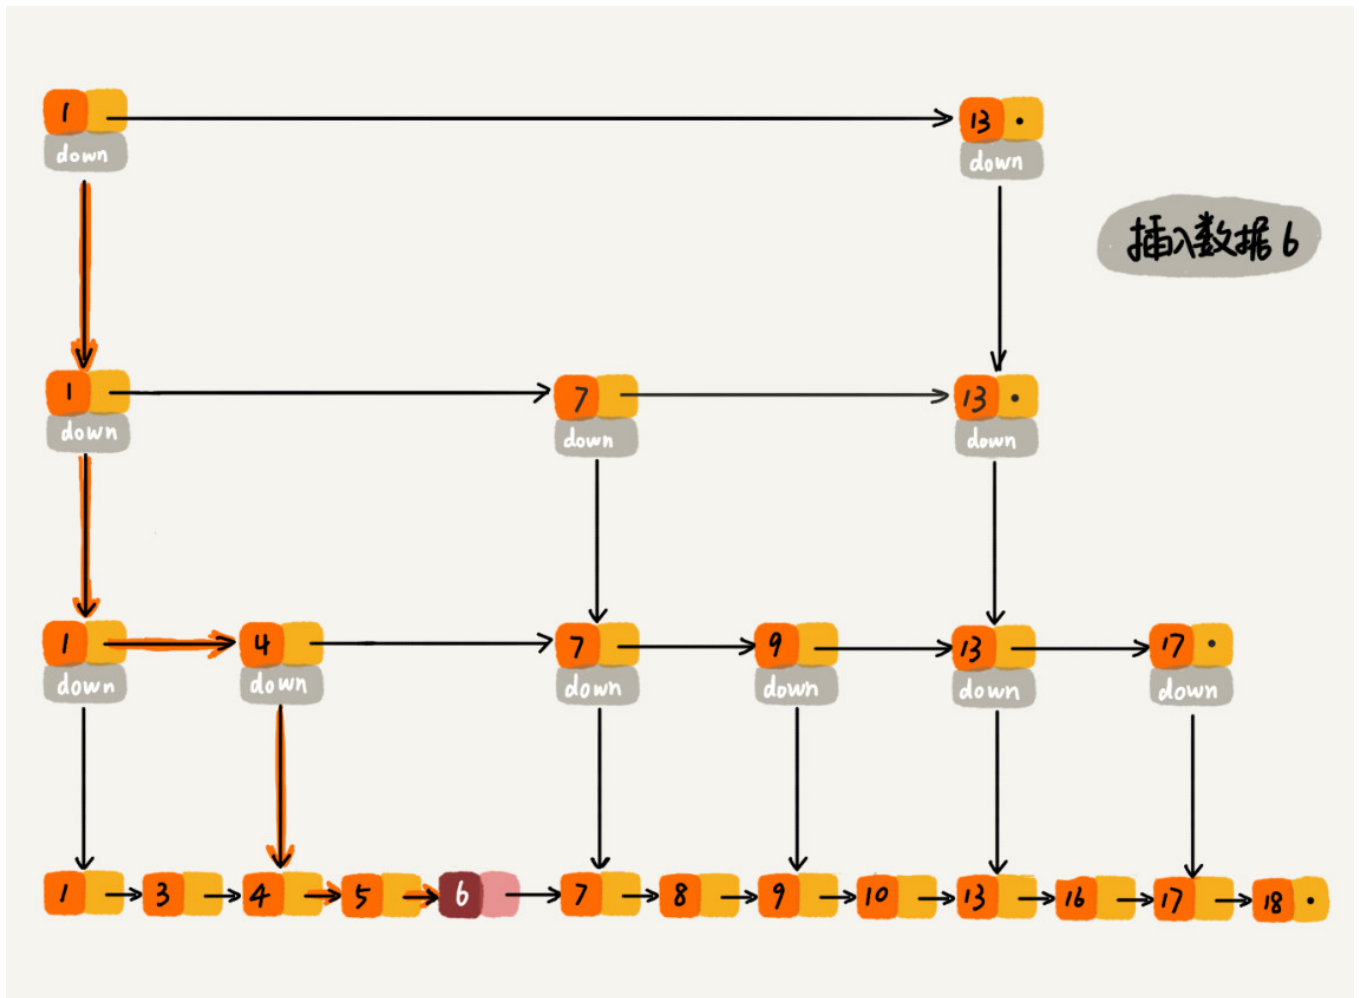 1 13
down down
插入数据6
1 7 13
down down down
1 4 7 9 13 17
down down down down down down
1 3 4 5 6 7 8 9 10 13 16 17 18